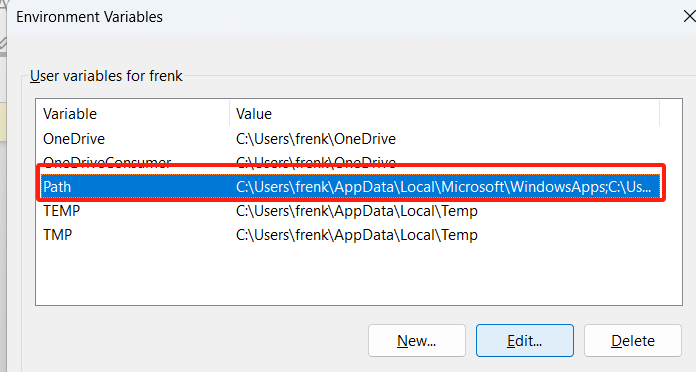 Environment Variables
User variables for frenk
Variable Value
OneDrive C:\Users\frenk\OneDrive
OneDriveConsumer C:\Users\frenk\OneDrive
Path C:\Users\frenk\AppData\Local\Microsoft\WindowsApps;C:\Us...
TEMP C:\Users\frenk\AppData\Local\Temp
TMP C:\Users\frenk\AppData\Local\Temp
New... Edit... Delete